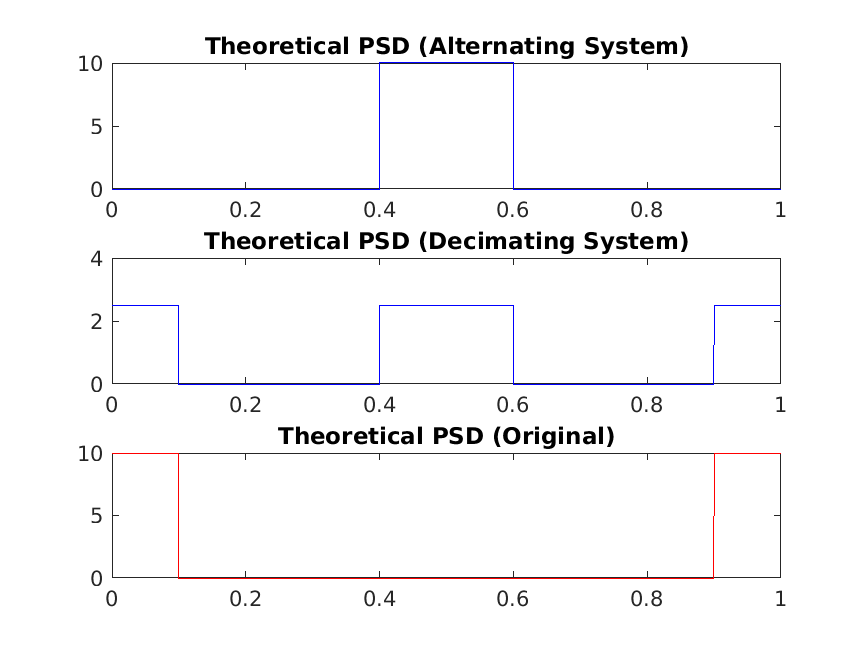 Theoretical PSD (Alternating System)
10
5
0
0 0.2 0.4 0.6 0.8 1
Theoretical PSD (Decimating System)
4
2
0
0 0.2 0.4 0.6 0.8 1
Theoretical PSD (Original)
10
5
0
0 0.2 0.4 0.6 0.8 1